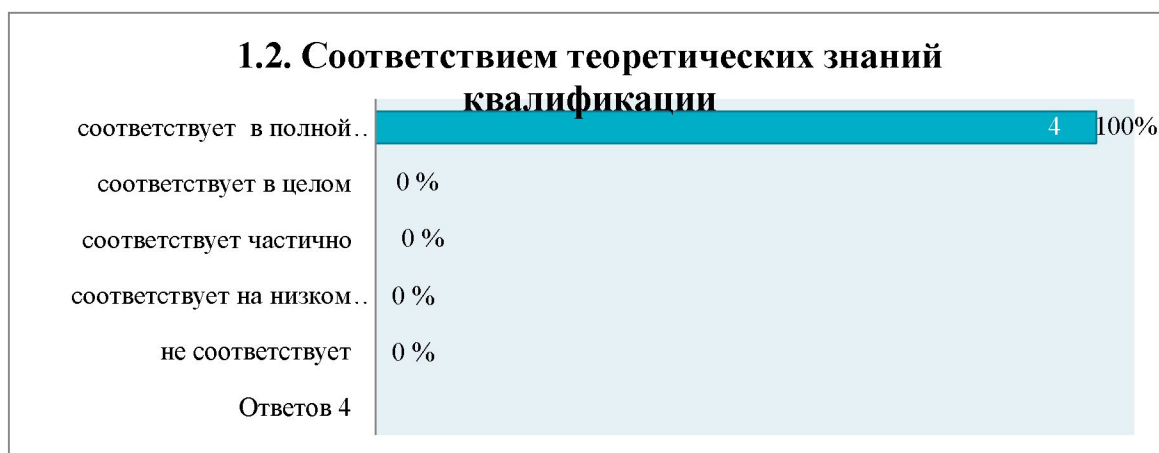 1.2. Соответствием теоретических знаний
квалификации
соответствует в полной..
4
100%
соответствует в целом
0 %
соответствует частично
0 %
соответствует на низком..
0 %
не соответствует
0 %
Ответов 4